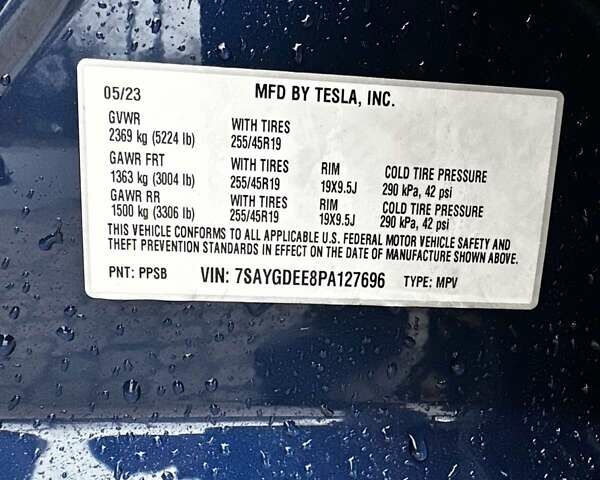 05/23 MFD BY TESLA, INC.
GVWR
2369 kg (5224 lb) WITH TIRES 255/45R19
GAWR FRT
1363 kg (3004 lb) WITH TIRES 255/45R19 RIM 19X9.5J COLD TIRE PRESSURE 290 kPa, 42 psi
GAWR RR
1500 kg (3306 lb) WITH TIRES 255/45R19 RIM 19X9.5J COLD TIRE PRESSURE 290 kPa, 42 psi
THIS VEHICLE CONFORMS TO ALL APPLICABLE U.S. FEDERAL MOTOR VEHICLE SAFETY AND
THEFT PREVENTION STANDARDS IN EFFECT ON THE DATE OF MANUFACTURE SHOWN ABOVE.
PNT: PPSB VIN: 7SAYGDEE8PA127696 TYPE: MPV